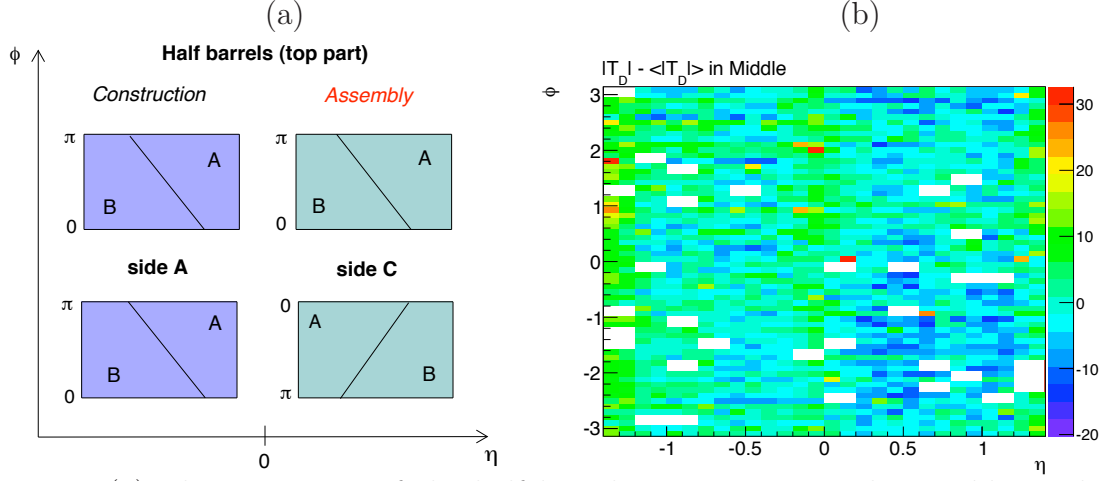 (a)
ϕ
Half barrels (top part)
Construction
Assembly
π
A
B
0
π
A
B
0
side A
side C
π
A
B
0
0
A
B
π
0
η
(b)
|T_D| - <|T_D|> in Middle
ϕ
3
2
1
0
-1
-2
-3
-1
-0.5
0
0.5
1
η
30
20
10
0
-10
-20